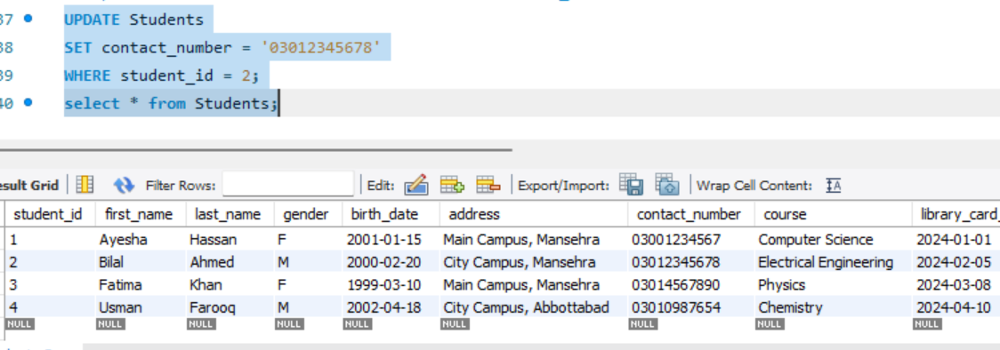 37 UPDATE Students
38 SET contact_number = '03012345678'
39 WHERE student_id = 2;
40 select * from Students;
esult Grid Filter Rows: Edit: Export/Import: Wrap Cell Content: IA
student_id first_name last_name gender birth_date address contact_number course library_card_
1 Ayesha Hassan F 2001-01-15 Main Campus, Mansehra 03001234567 Computer Science 2024-01-01
2 Bilal Ahmed M 2000-02-20 City Campus, Mansehra 03012345678 Electrical Engineering 2024-02-05
3 Fatima Khan F 1999-03-10 Main Campus, Mansehra 03014567890 Physics 2024-03-08
4 Usman Farooq M 2002-04-18 City Campus, Abbottabad 03010987654 Chemistry 2024-04-10
NULL NULL NULL NULL NULL NULL NULL NULL NULL